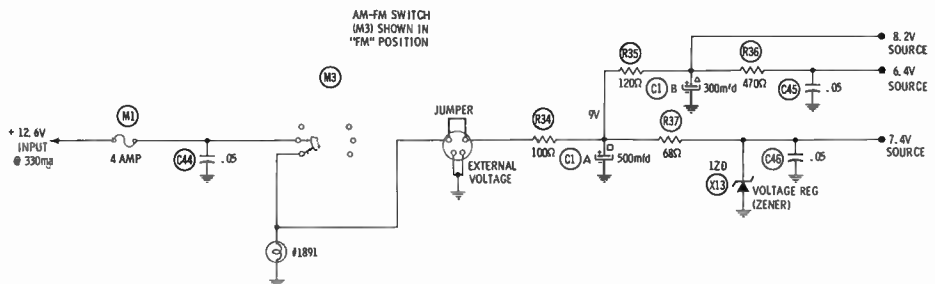 AM-FM SWITCH
(M3) SHOWN IN
"FM" POSITION
M3
M1
+ 12.6V
INPUT
@ 330ma
4 AMP
C44
.05
#1891
JUMPER
EXTERNAL
VOLTAGE
R34
100Ω
9V
C1 A
500mfd
R35
120Ω
C1 B
300mfd
R36
470Ω
C45
.05
8.2V
SOURCE
6.4V
SOURCE
R37
68Ω
1ZD
X13
VOLTAGE REG
(ZENER)
C46
.05
7.4V
SOURCE